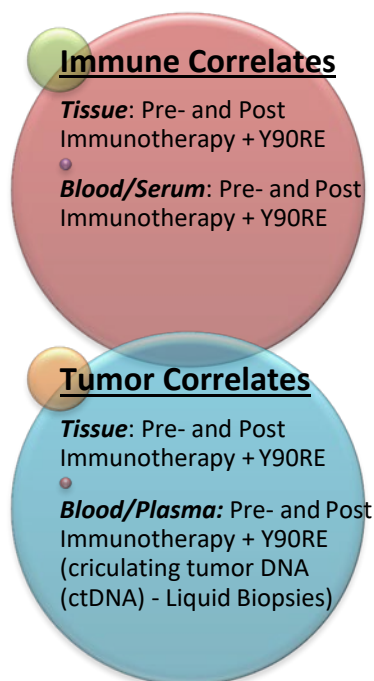 Immune Correlates
Tissue: Pre- and Post
Immunotherapy + Y90RE
Blood/Serum: Pre- and Post
Immunotherapy + Y90RE
Tumor Correlates
Tissue: Pre- and Post
Immunotherapy + Y90RE
Blood/Plasma: Pre- and Post
Immunotherapy + Y90RE
(criculating tumor DNA
(ctDNA) - Liquid Biopsies)